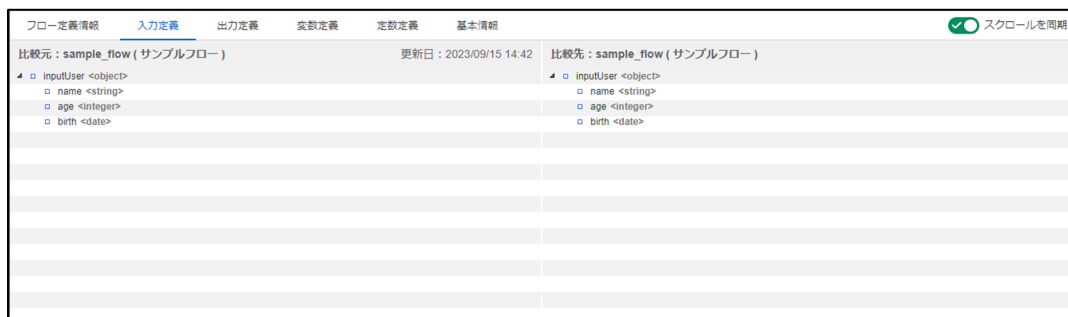 フロー定義情報 入力定義 出力定義 変数定義 定数定義 基本情報 スクロールを同期
比較元：sample_flow ( サンプルフロー ) 更新日：2023/09/15 14:42 比較先：sample_flow ( サンプルフロー )
inputUser <object> inputUser <object>
name <string> name <string>
age <integer> age <integer>
birth <date> birth <date>